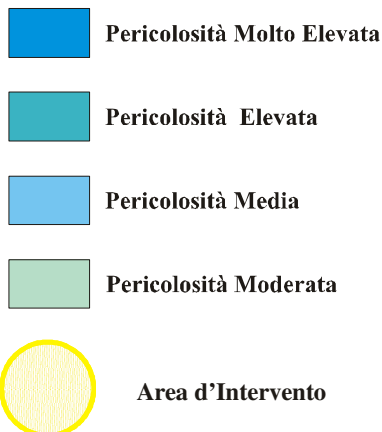 Pericolosità Molto Elevata
Pericolosità Elevata
Pericolosità Media
Pericolosità Moderata
Area d’Intervento